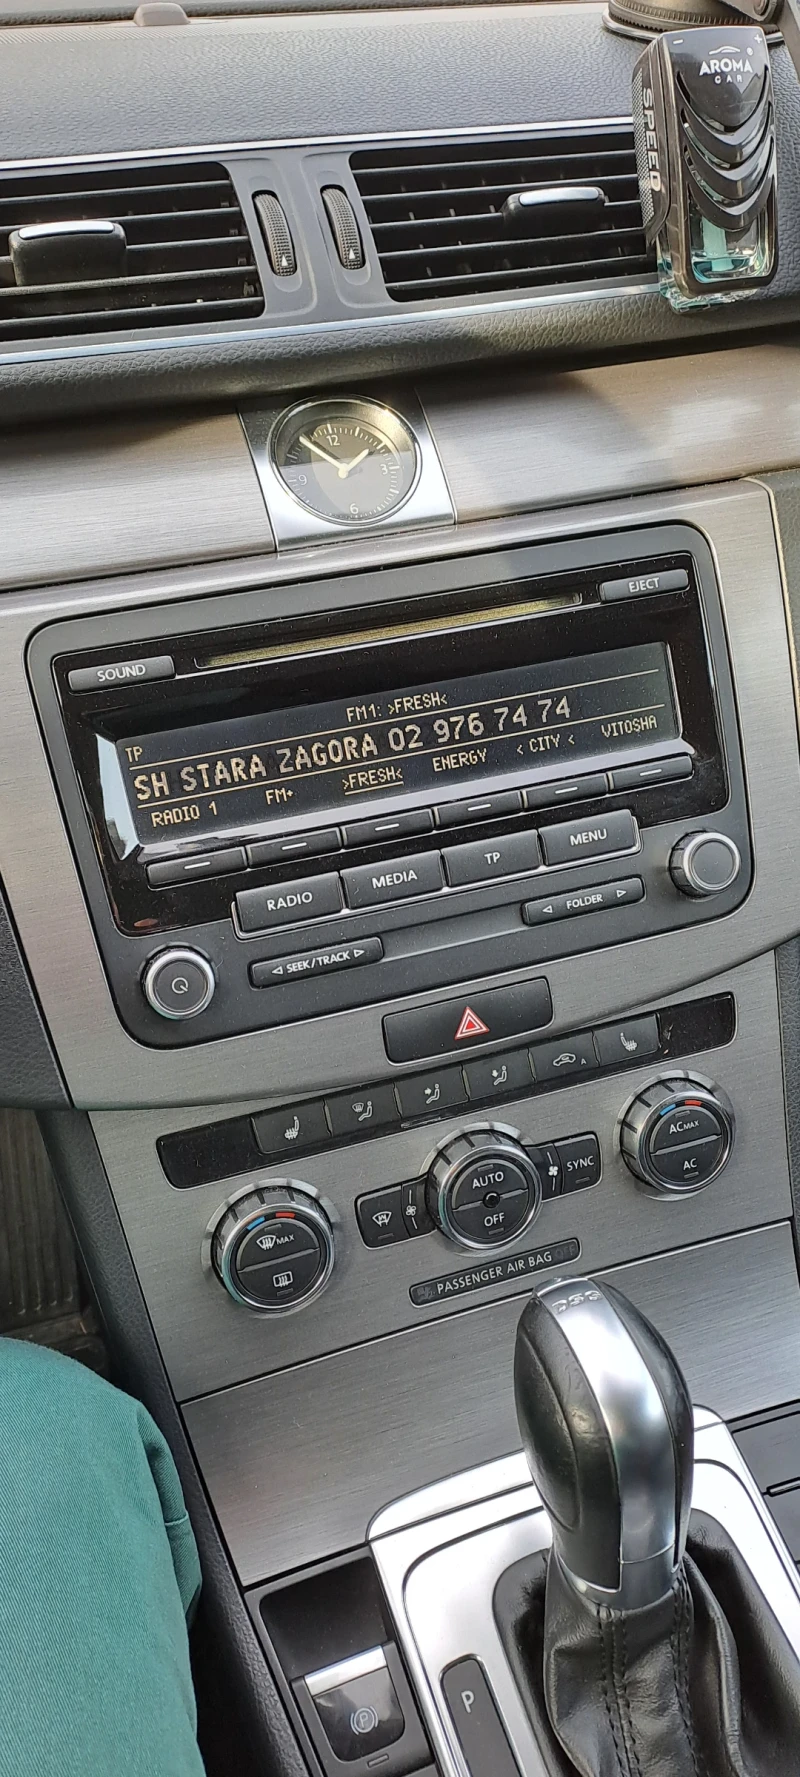 AROMA
CAR
SPEED
12
3
9
6
EJECT
SOUND
FM1: >FRESH<
TP
SH STARA ZAGORA 02 976 74 74
RADIO 1 FM+ >FRESH< ENERGY < CITY < VITOSHA
RADIO MEDIA TP MENU
SEEK/TRACK
FOLDER
A
MAX
AUTO
OFF
SYNC
AC MAX
AC
PASSENGER AIR BAG OFF
DSG
P
P